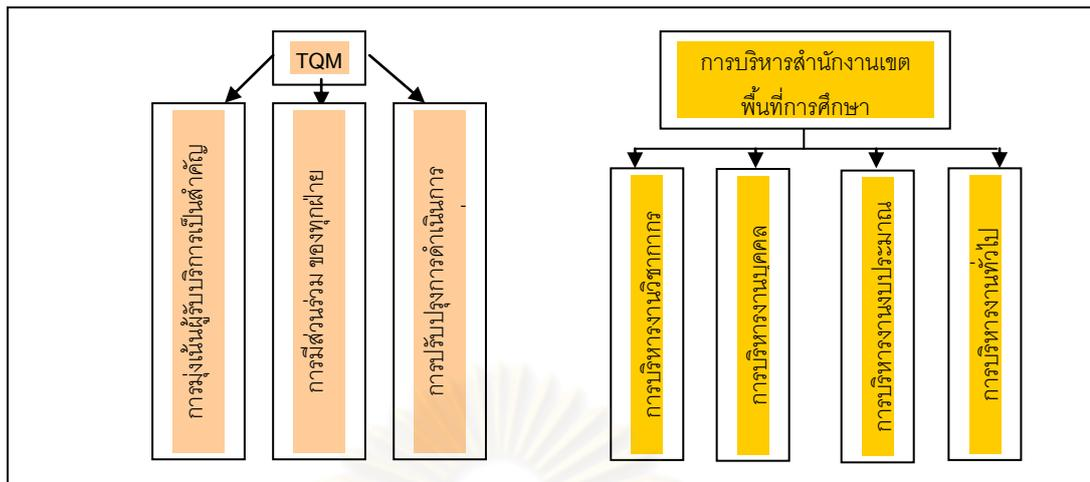 TQM
การมุ่งเน้นผู้รับบริการเป็นสำคัญ
การมีส่วนร่วม ของทุกฝ่าย
การปรับปรุงการดำเนินการ
การบริหารสำนักงานเขต
พื้นที่การศึกษา
การบริหารงานวิชากากร
การบริหารงานบุคคล
การบริหารงานงบประมาณ
การบริหารงานทั่วไป